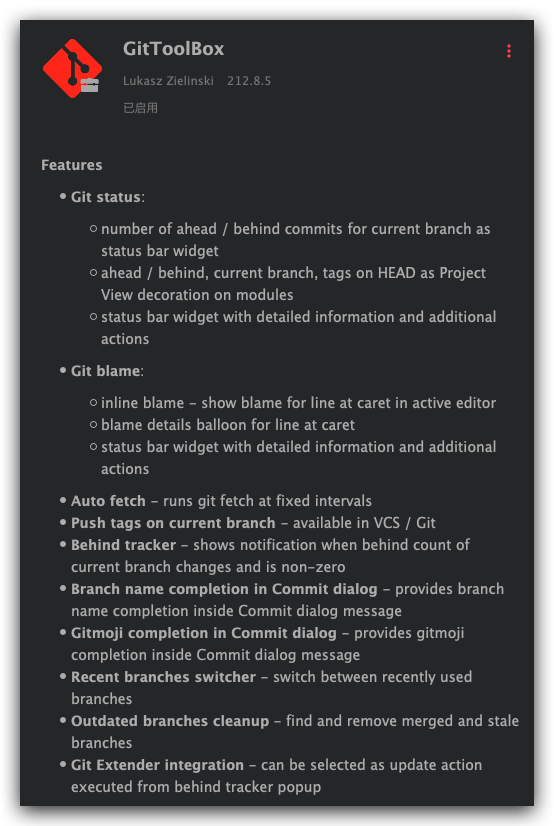 GitToolBox
Lukasz Zielinski 212.8.5
已启用
Features
Git status:
number of ahead / behind commits for current branch as
status bar widget
ahead / behind, current branch, tags on HEAD as Project
View decoration on modules
status bar widget with detailed information and additional
actions
Git blame:
inline blame – show blame for line at caret in active editor
blame details balloon for line at caret
status bar widget with detailed information and additional
actions
Auto fetch – runs git fetch at fixed intervals
Push tags on current branch – available in VCS / Git
Behind tracker – shows notification when behind count of
current branch changes and is non-zero
Branch name completion in Commit dialog – provides branch
name completion inside Commit dialog message
Gitmoji completion in Commit dialog – provides gitmoji
completion inside Commit dialog message
Recent branches switcher – switch between recently used
branches
Outdated branches cleanup – find and remove merged and stale
branches
Git Extender integration – can be selected as update action
executed from behind tracker popup